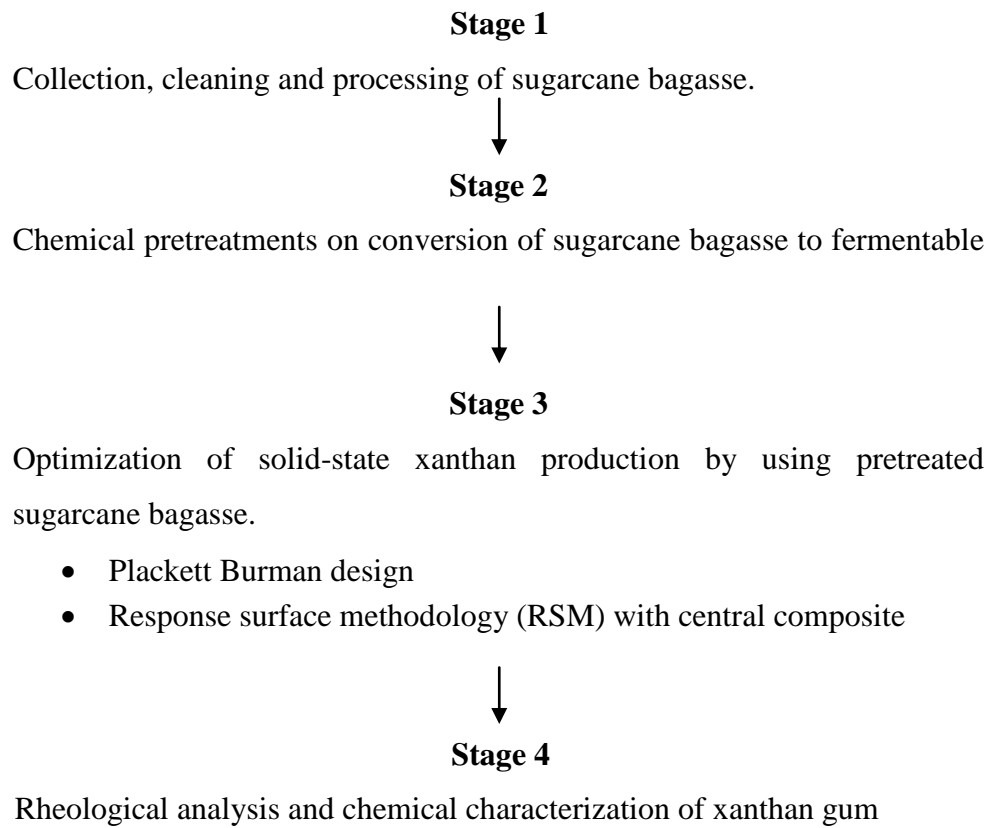 Stage 1
Collection, cleaning and processing of sugarcane bagasse.
Stage 2
Chemical pretreatments on conversion of sugarcane bagasse to fermentable
Stage 3
Optimization of solid-state xanthan production by using pretreated
sugarcane bagasse.
• Plackett Burman design
• Response surface methodology (RSM) with central composite
Stage 4
Rheological analysis and chemical characterization of xanthan gum